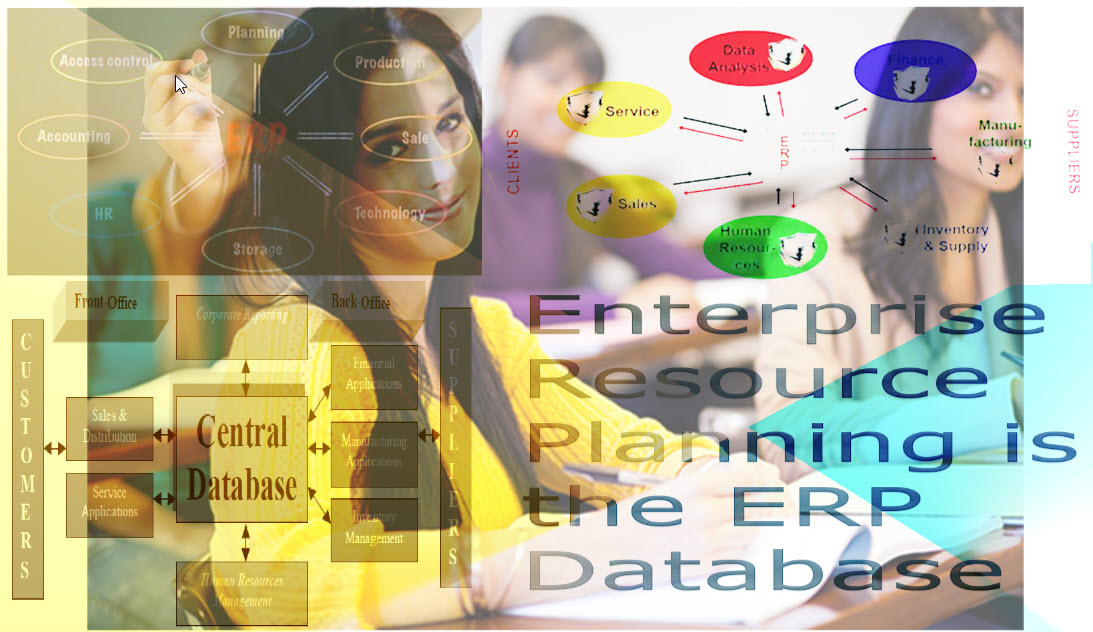 Planning
Access control
Production
Accounting
ERP
Sale
HR
Technology
Storage
CLIENTS
Data
Analysis
Finance
Service
ERP
Manu-
facturing
SUPPLIERS
Sales
Human
Resour-
ces
Inventory
& Supply
Front-Office
Back-Office
Corporate Reporting
CUSTOMERS
SUPPLIERS
Financial
Applications
Sales &
Distribution
Central
Database
Manufacturing
Applications
Service
Applications
Inventory
Management
Human Resources
Management
Enterprise
Resource
Planning is
the ERP
Database